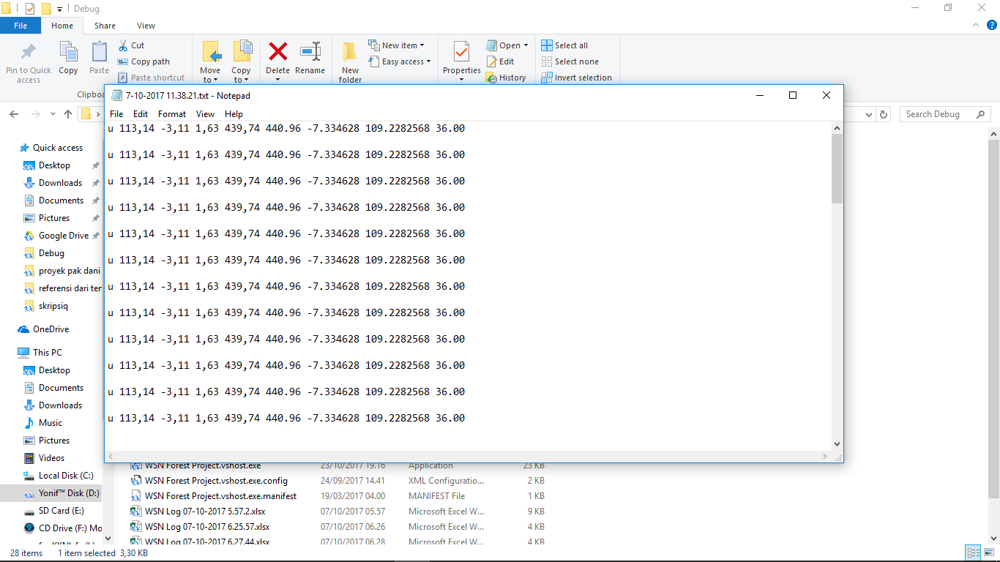 Debug
File Home Share View
Pin to Quick access
Copy
Paste
Cut
Copy path
Paste shortcut
Clipboa
Move to
Copy to
Delete
Rename
New folder
New item
Easy access
Properties
Open
Edit
History
Select all
Select none
Invert selection
Search Debug
7-10-2017 11.38.21.txt - Notepad
File Edit Format View Help
u 113,14 -3,11 1,63 439,74 440.96 -7.334628 109.2282568 36.00
u 113,14 -3,11 1,63 439,74 440.96 -7.334628 109.2282568 36.00
u 113,14 -3,11 1,63 439,74 440.96 -7.334628 109.2282568 36.00
u 113,14 -3,11 1,63 439,74 440.96 -7.334628 109.2282568 36.00
u 113,14 -3,11 1,63 439,74 440.96 -7.334628 109.2282568 36.00
u 113,14 -3,11 1,63 439,74 440.96 -7.334628 109.2282568 36.00
u 113,14 -3,11 1,63 439,74 440.96 -7.334628 109.2282568 36.00
u 113,14 -3,11 1,63 439,74 440.96 -7.334628 109.2282568 36.00
u 113,14 -3,11 1,63 439,74 440.96 -7.334628 109.2282568 36.00
u 113,14 -3,11 1,63 439,74 440.96 -7.334628 109.2282568 36.00
u 113,14 -3,11 1,63 439,74 440.96 -7.334628 109.2282568 36.00
u 113,14 -3,11 1,63 439,74 440.96 -7.334628 109.2282568 36.00
Quick access
Desktop
Downloads
Documents
Pictures
Google Drive
Debug
proyek pak dani
referensi dari ter
skripsiq
OneDrive
This PC
Desktop
Documents
Downloads
Music
Pictures
Videos
Local Disk (C:)
Yonif™ Disk (D:)
SD Card (E:)
CD Drive (F:) Mo
WSN Forest Project.vshost.exe 23/10/2017 19.16 Application 23 KB
WSN Forest Project.vshost.exe.config 24/09/2017 14.41 XML Configuratio... 2 KB
WSN Forest Project.vshost.exe.manifest 19/03/2017 04.00 MANIFEST File 1 KB
WSN Log 07-10-2017 5.57.2.xlsx 07/10/2017 05.57 Microsoft Excel W... 9 KB
WSN Log 07-10-2017 6.25.57.xlsx 07/10/2017 06.26 Microsoft Excel W... 4 KB
WSN Log 07-10-2017 6.27.44.xlsx 07/10/2017 06.28 Microsoft Excel W... 4 KB
28 items 1 item selected 3,30 KB